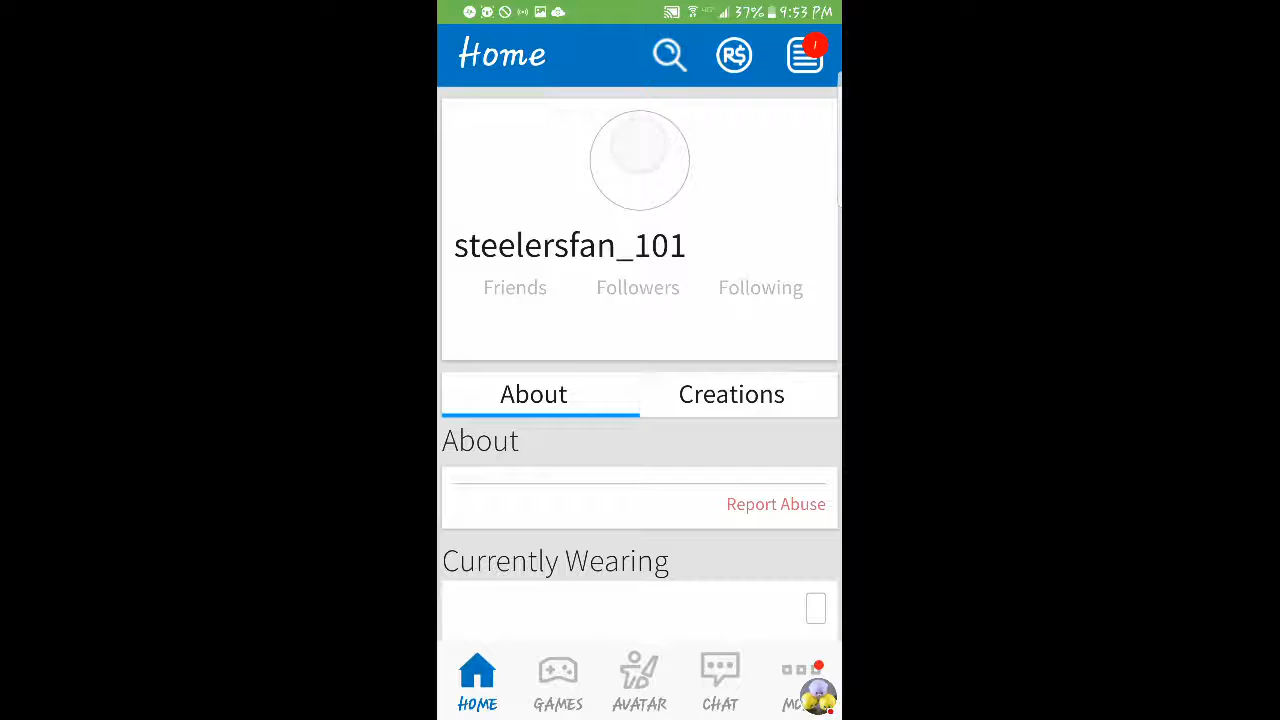 37% 9:53 PM
Home R$ 1
steelersfan_101
Friends Followers Following
About Creations
About
Report Abuse
Currently Wearing
HOME GAMES AVATAR CHAT